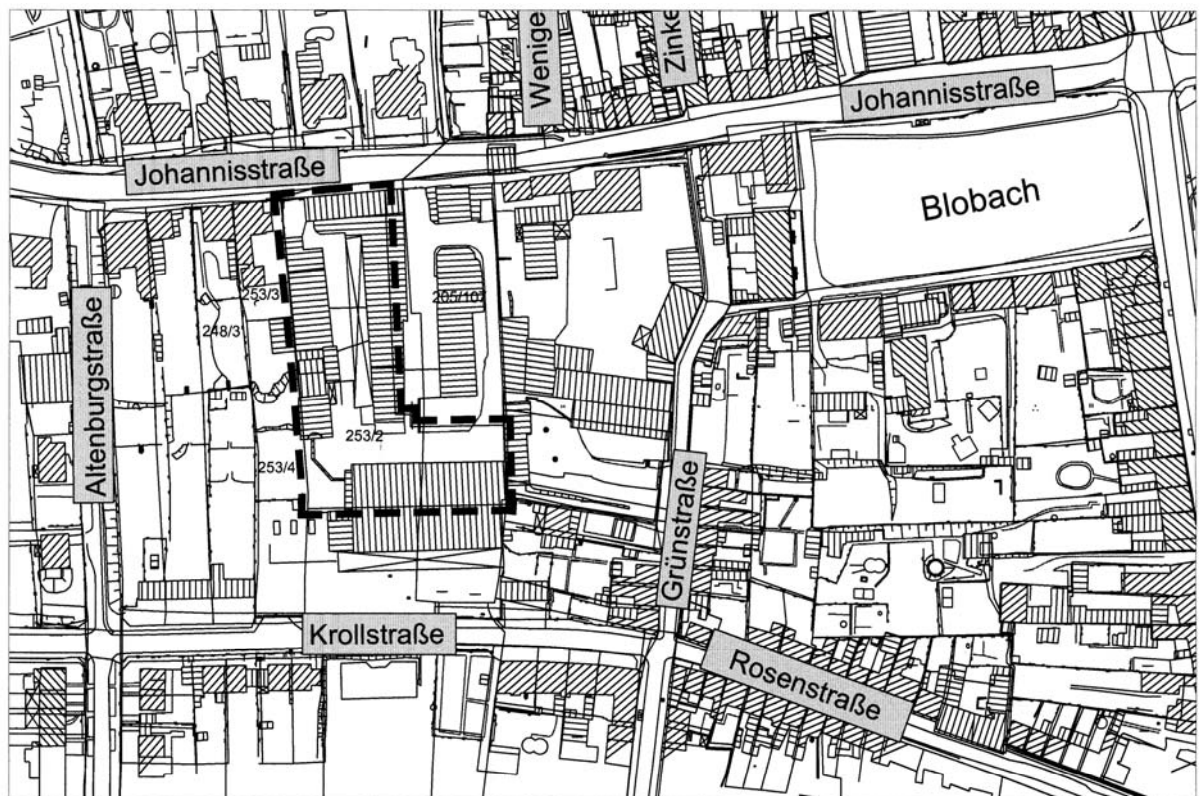 Wenige
Zinke
Johannisstraße
Johannisstraße
Blobach
253/3
205/107
248/3
Altenburgstraße
253/2
253/4
Grünstraße
Krollstraße
Rosenstraße